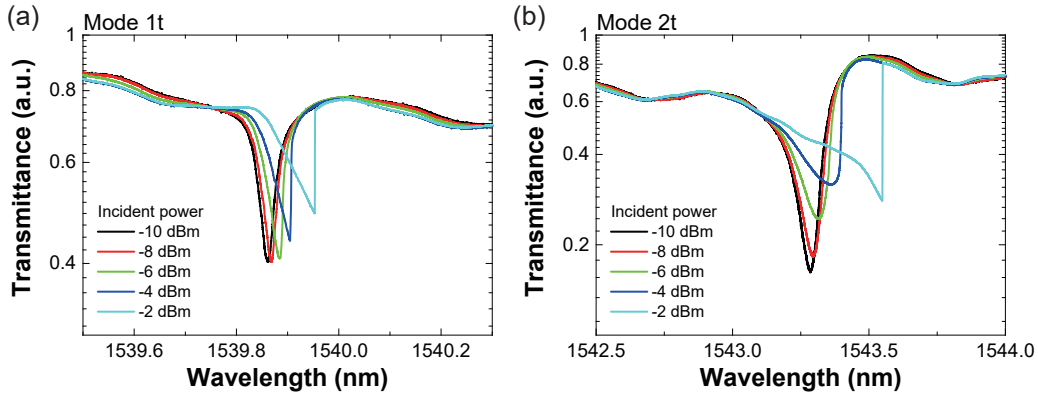 (a)
Mode 1t
Transmittance (a.u.)
1
0.8
0.6
0.4
Incident power
-10 dBm
-8 dBm
-6 dBm
-4 dBm
-2 dBm
1539.6
1539.8
1540.0
1540.2
Wavelength (nm)
(b)
Mode 2t
Transmittance (a.u.)
1
0.8
0.6
0.4
0.2
Incident power
-10 dBm
-8 dBm
-6 dBm
-4 dBm
-2 dBm
1542.5
1543.0
1543.5
1544.0
Wavelength (nm)